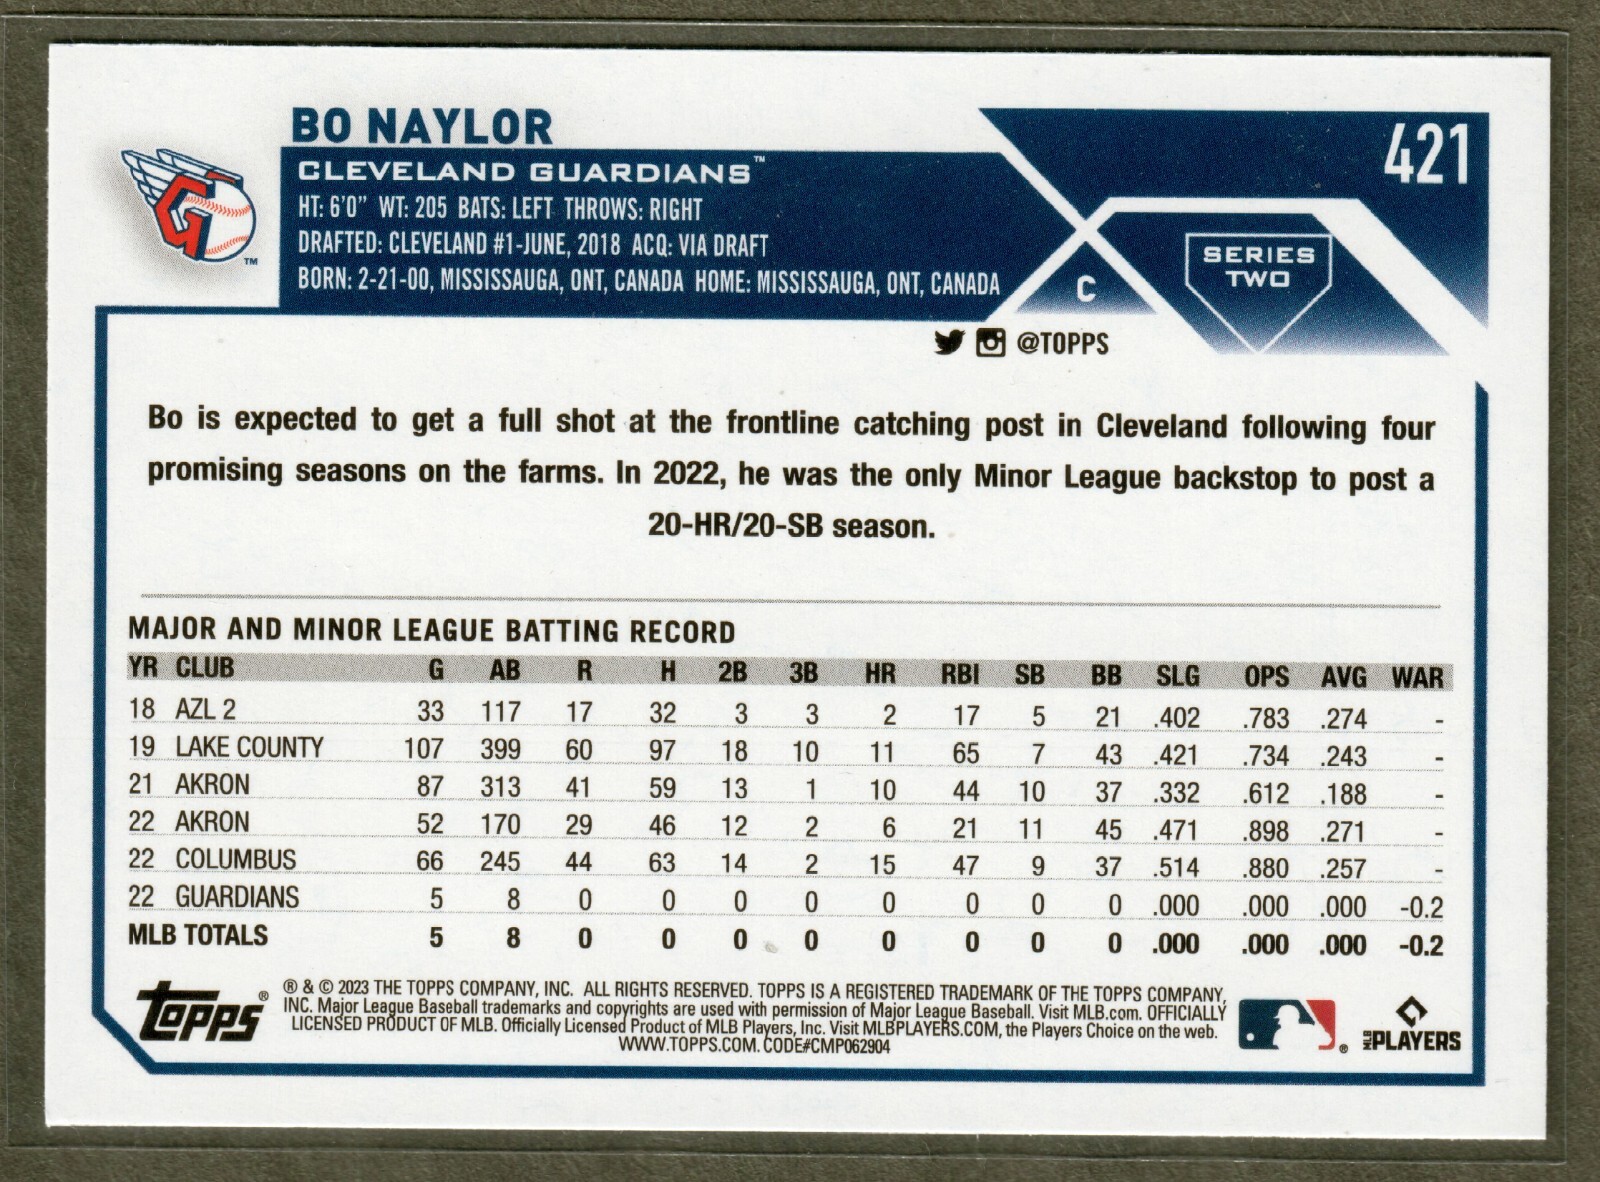 BO NAYLOR
421
CLEVELAND GUARDIANS™
HT: 6'0" WT: 205 BATS: LEFT THROWS: RIGHT
DRAFTED: CLEVELAND #1-JUNE, 2018 ACQ: VIA DRAFT
BORN: 2-21-00, MISSISSAUGA, ONT, CANADA HOME: MISSISSAUGA, ONT, CANADA
C
SERIES
TWO
G
TM
@TOPPS
Bo is expected to get a full shot at the frontline catching post in Cleveland following four
promising seasons on the farms. In 2022, he was the only Minor League backstop to post a
20-HR/20-SB season.
MAJOR AND MINOR LEAGUE BATTING RECORD
YR CLUB G AB R H 2B 3B HR RBI SB BB SLG OPS AVG WAR
18 AZL 2 33 117 17 32 3 3 2 17 5 21 .402 .783 .274 -
19 LAKE COUNTY 107 399 60 97 18 10 11 65 7 43 .421 .734 .243 -
21 AKRON 87 313 41 59 13 1 10 44 10 37 .332 .612 .188 -
22 AKRON 52 170 29 46 12 2 6 21 11 45 .471 .898 .271 -
22 COLUMBUS 66 245 44 63 14 2 15 47 9 37 .514 .880 .257 -
22 GUARDIANS 5 8 0 0 0 0 0 0 0 0 .000 .000 .000 -0.2
MLB TOTALS 5 8 0 0 0 0 0 0 0 0 .000 .000 .000 -0.2
Topps®
® & © 2023 THE TOPPS COMPANY, INC. ALL RIGHTS RESERVED. TOPPS IS A REGISTERED TRADEMARK OF THE TOPPS COMPANY,
INC. Major League Baseball trademarks and copyrights are used with permission of Major League Baseball. Visit MLB.com. OFFICIALLY
LICENSED PRODUCT OF MLB. Officially Licensed Product of MLB Players, Inc. Visit MLBPLAYERS.COM, the Players Choice on the web.
WWW.TOPPS.COM. CODE#CMP062904
®
MLB PLAYERS